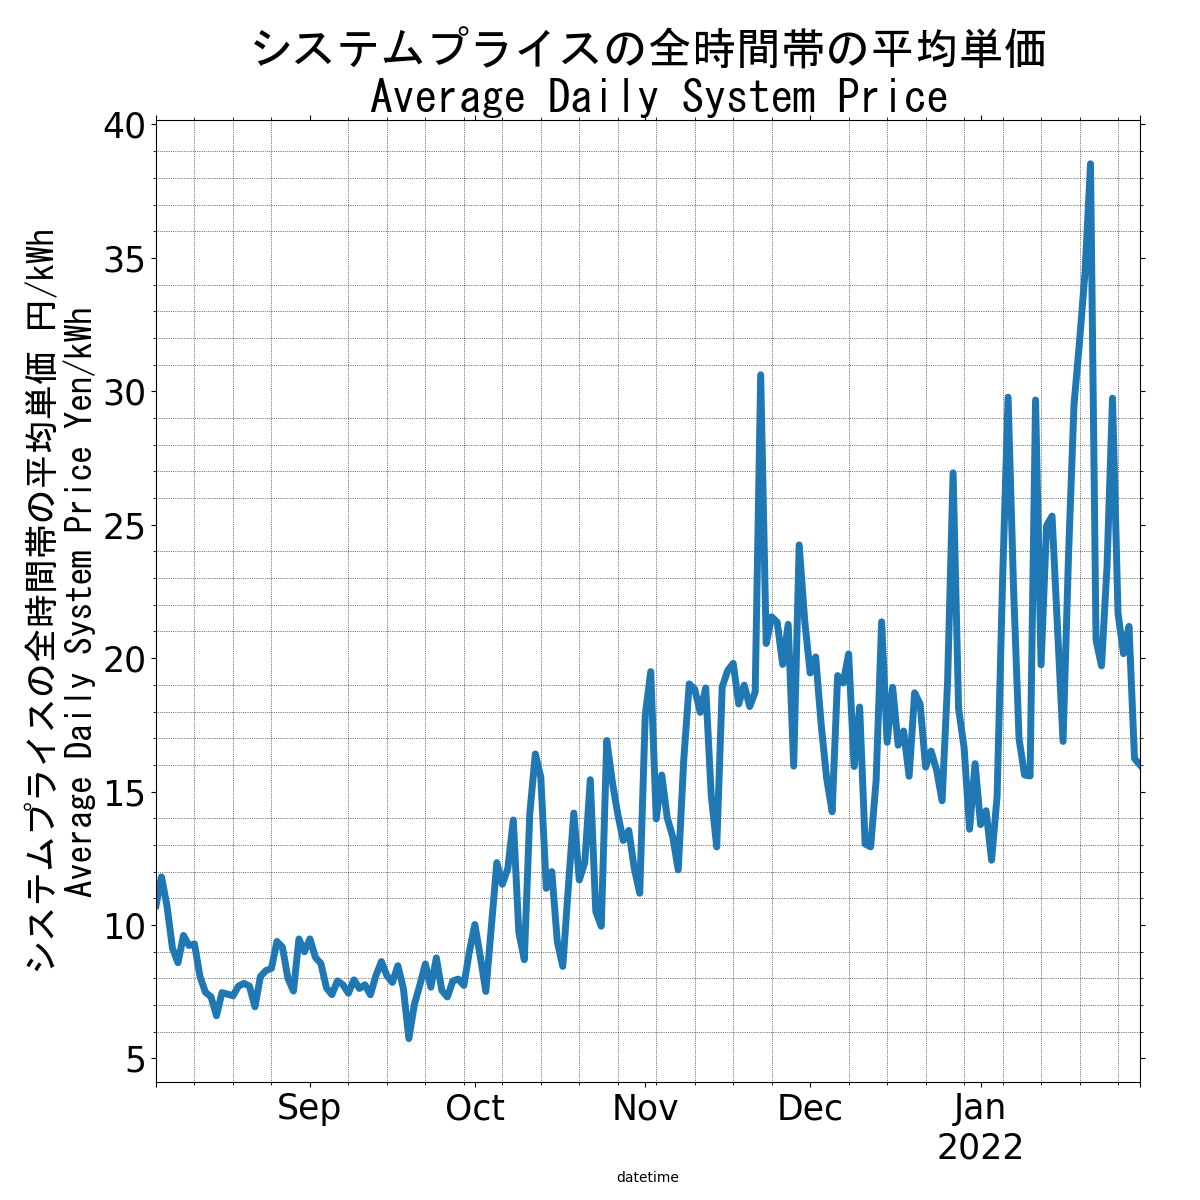 システムプライスの全時間帯の平均単価
Average Daily System Price
システムプライスの全時間帯の平均単価 円/kWh
Average Daily System Price Yen/kWh
40
35
30
25
20
15
10
5
Sep
Oct
Nov
Dec
Jan
2022
datetime